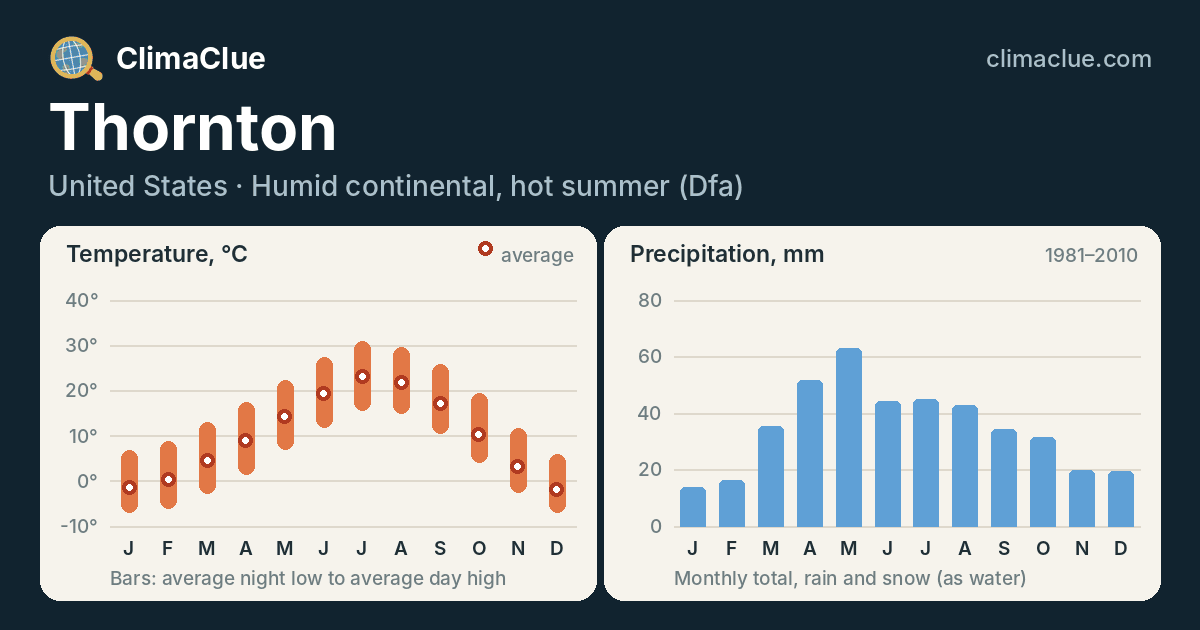 ClimaClue
climaclue.com
Thornton
United States · Humid continental, hot summer (Dfa)
Temperature, °C
average
40°
30°
20°
10°
0°
-10°
J F M A M J J A S O N D
Bars: average night low to average day high
Precipitation, mm
1981–2010
80
60
40
20
0
J F M A M J J A S O N D
Monthly total, rain and snow (as water)